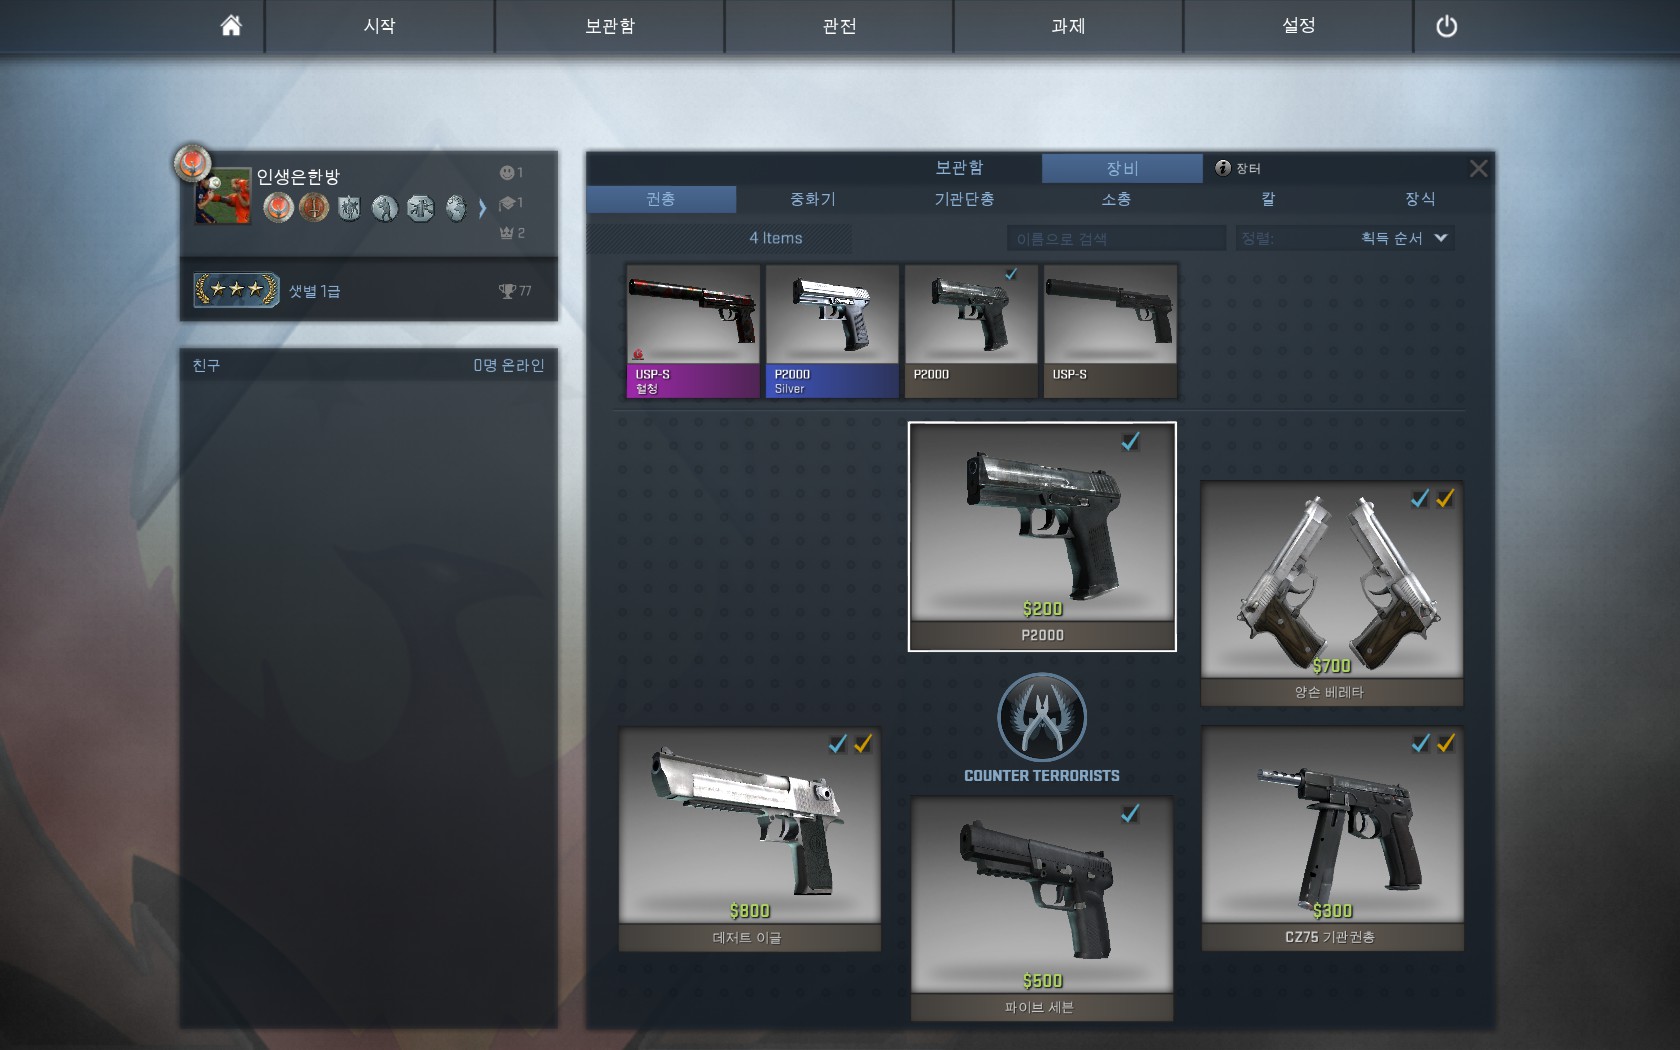 시작
보관함
관전
과제
설정
인생은한방
1
1
2
샛별 1급
77
친구
0명 온라인
보관함
장비
장터
권총
중화기
기관단총
소총
칼
장식
4 Items
이름으로 검색
정렬:
획득 순서
USP-S
혈청
P2000
Silver
P2000
USP-S
$200
P2000
$700
양손 베레타
COUNTER TERRORISTS
$800
데저트 이글
$500
파이브 세븐
$300
CZ75 기관권총